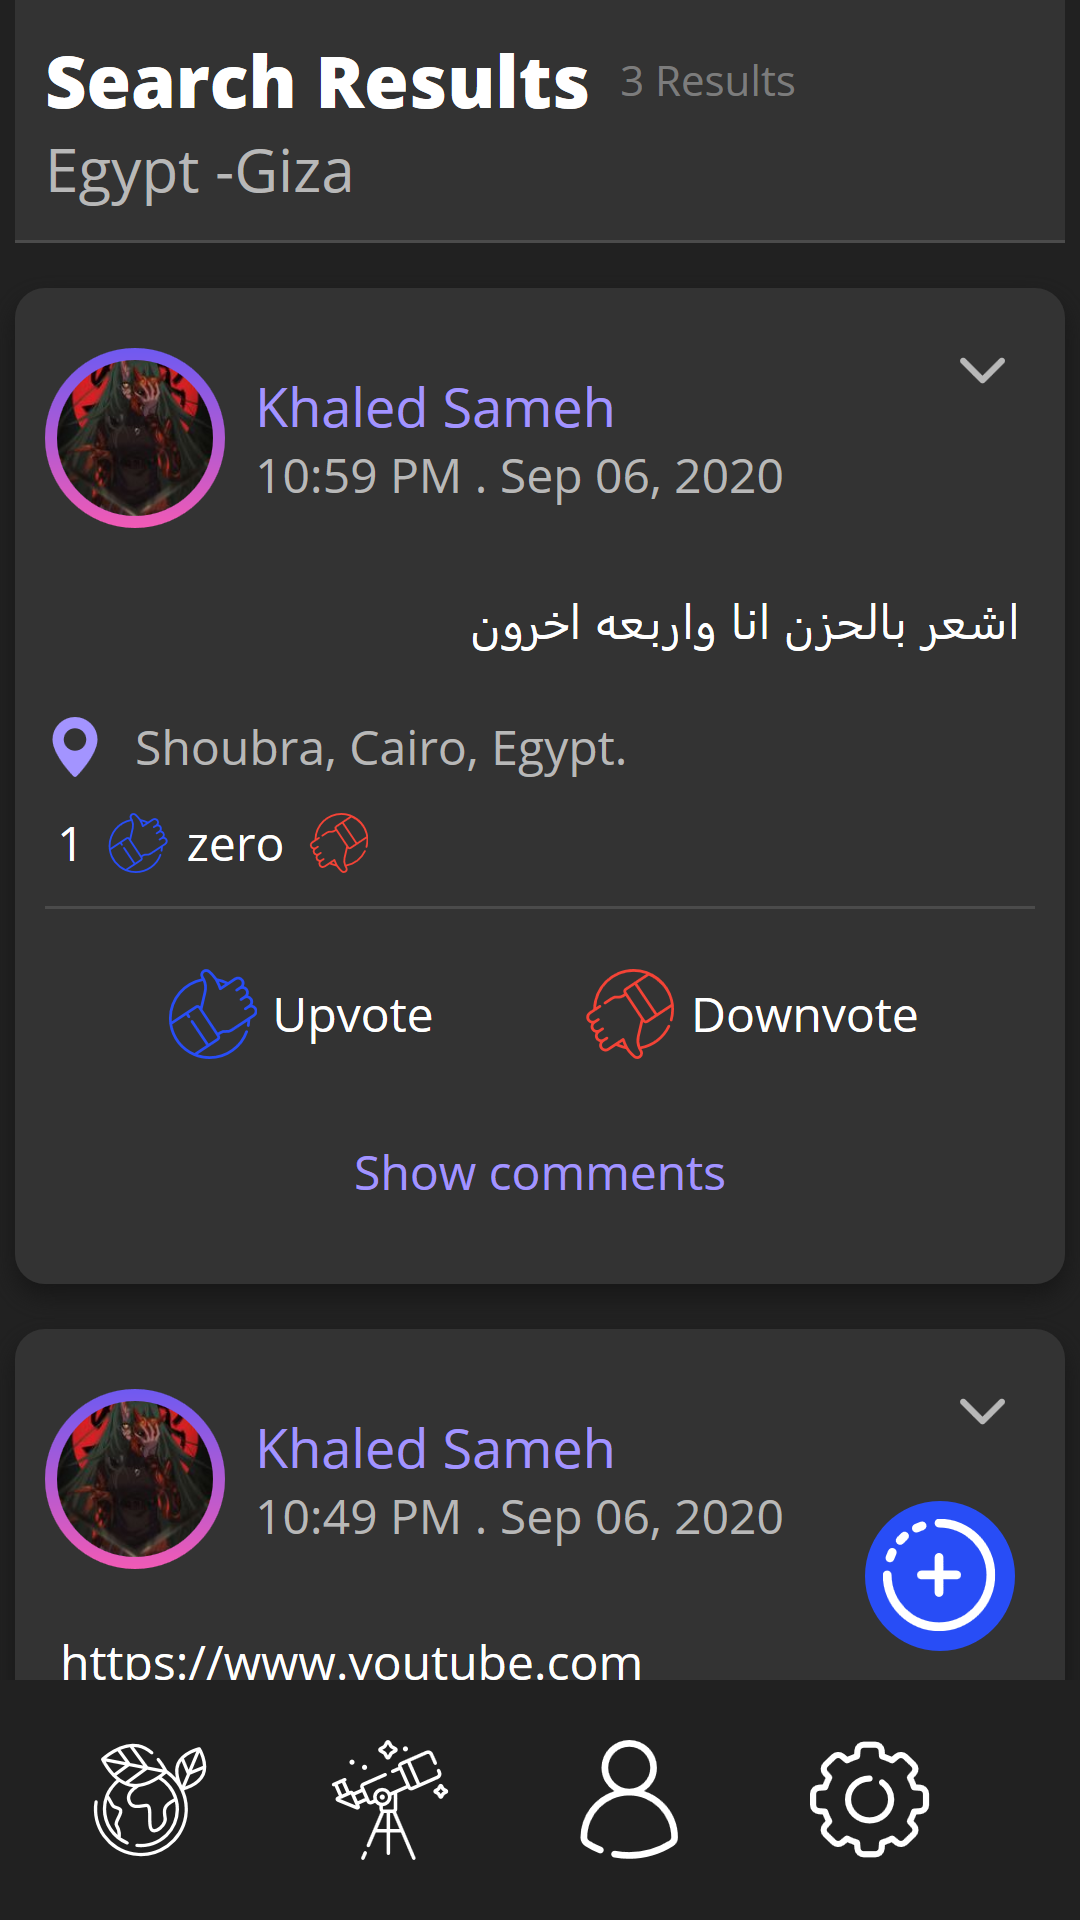 Search Results 3 Results
Egypt -Giza
Khaled Sameh
10:59 PM . Sep 06, 2020
اشعر بالحزن انا واربعه اخرون
Shoubra, Cairo, Egypt.
1 zero
Upvote Downvote
Show comments
Khaled Sameh
10:49 PM . Sep 06, 2020
https://www.youtube.com